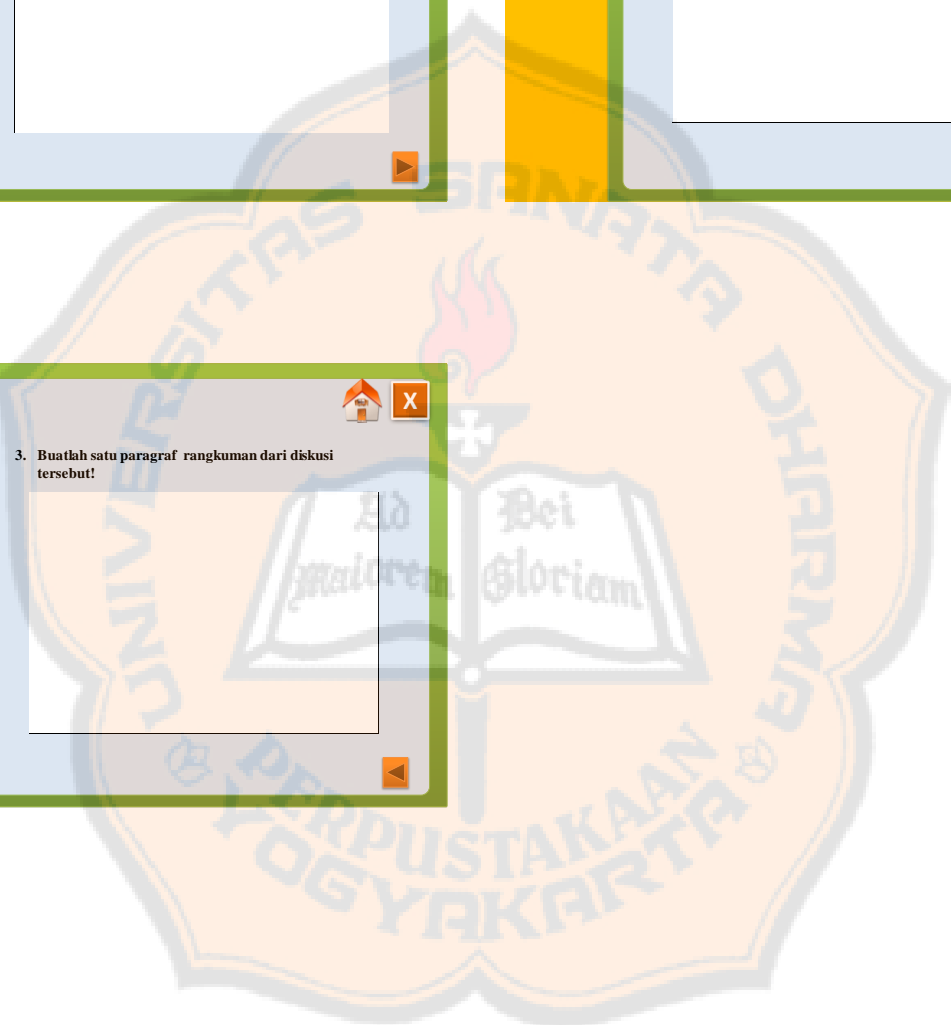 UNIVERSITAS SANATA DHARMA
X
3. Buatlah satu paragraf rangkuman dari diskusi
tersebut!
Ad Dei
Maiorem Gloriam
PERPUSTAKAAN
YOGYAKARTA